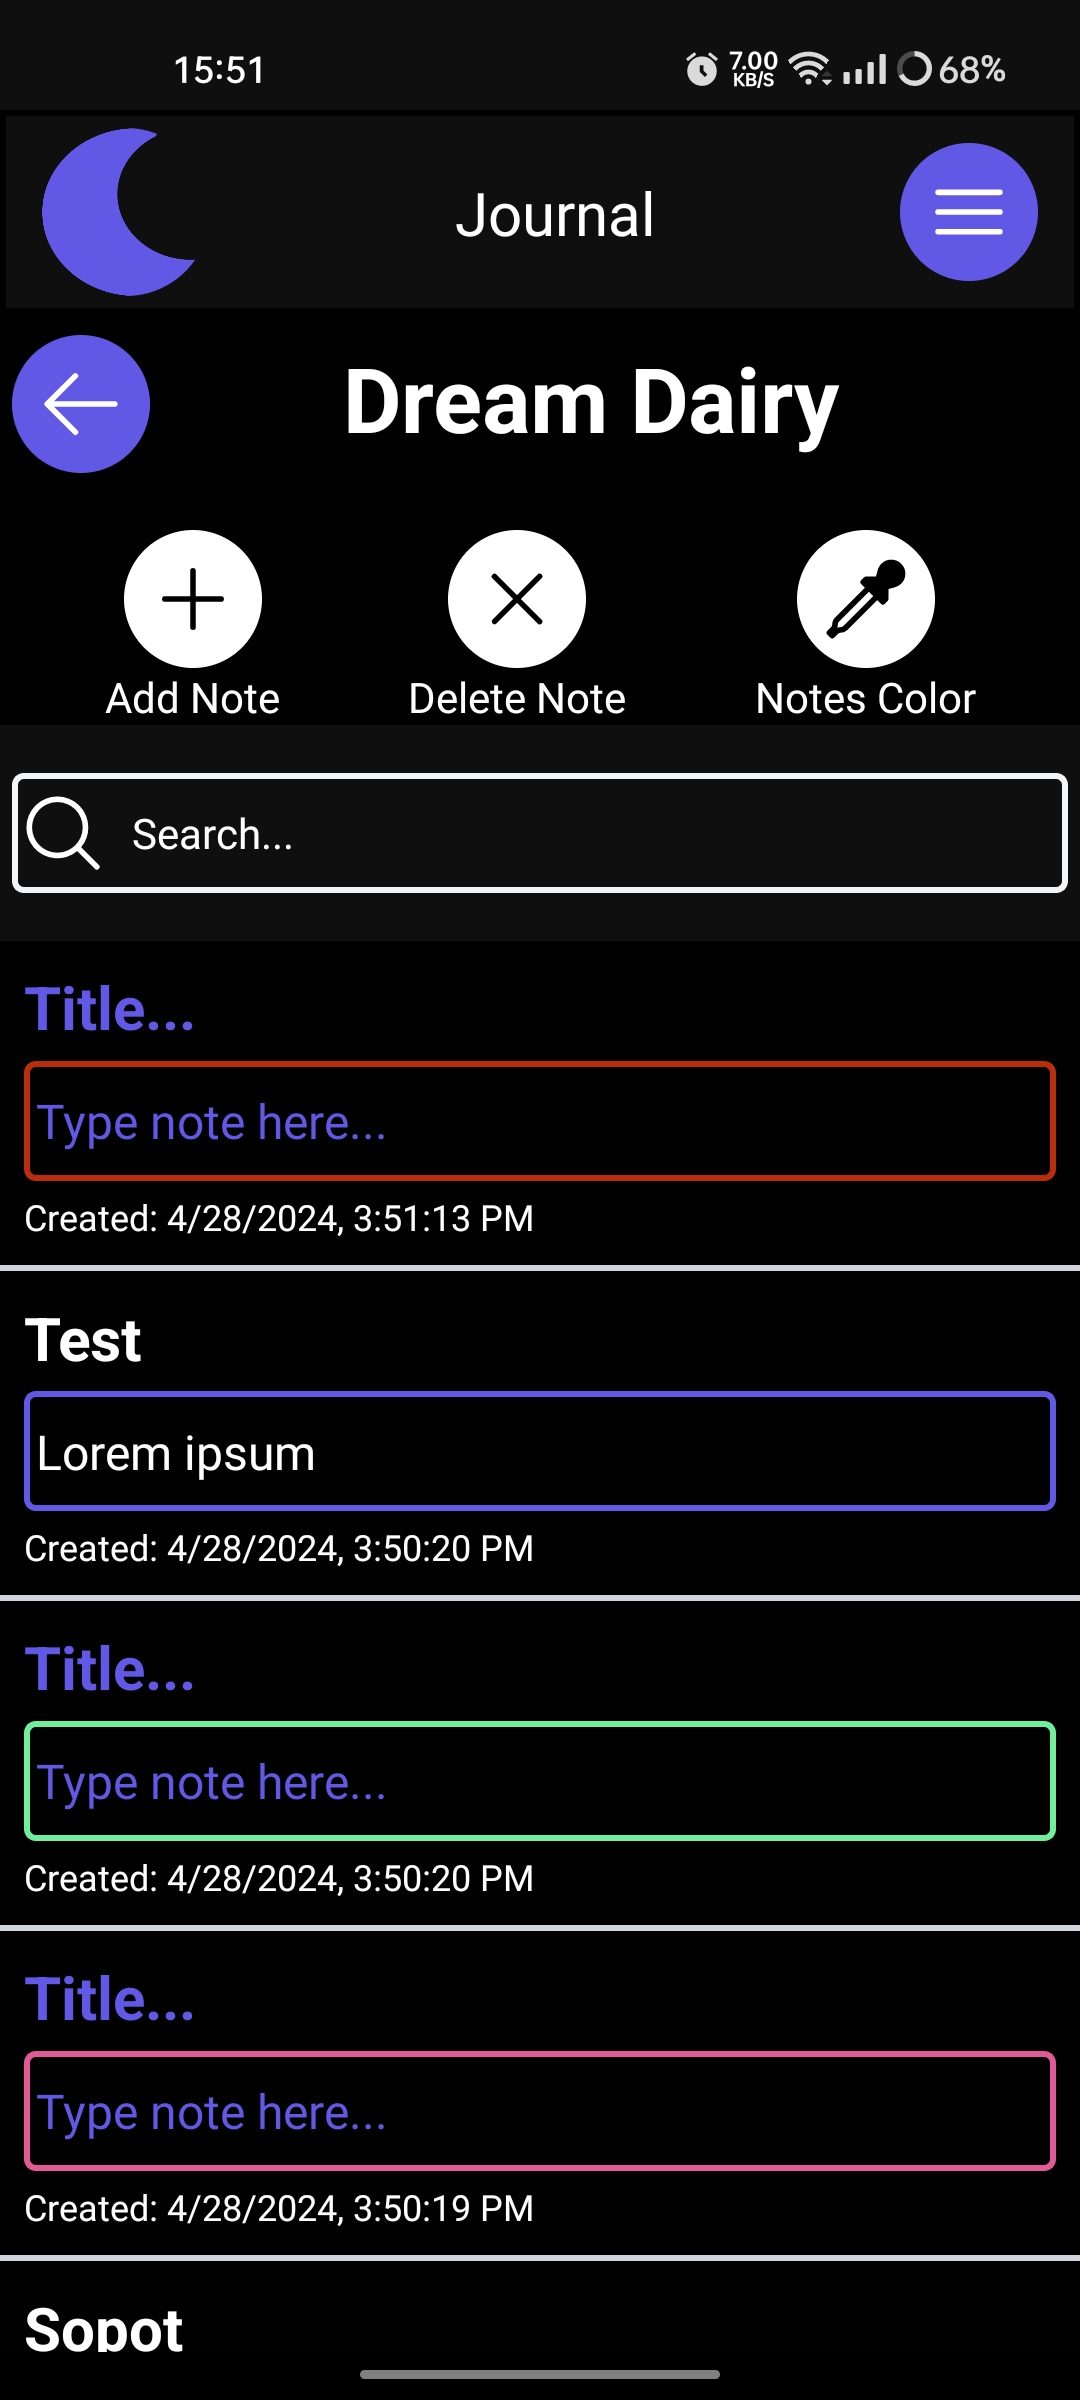 15:51 7.00 KB/S 68%
Journal
Dream Dairy
Add Note Delete Note Notes Color
Search...
Title...
Type note here...
Created: 4/28/2024, 3:51:13 PM
Test
Lorem ipsum
Created: 4/28/2024, 3:50:20 PM
Title...
Type note here...
Created: 4/28/2024, 3:50:20 PM
Title...
Type note here...
Created: 4/28/2024, 3:50:19 PM
Sopot